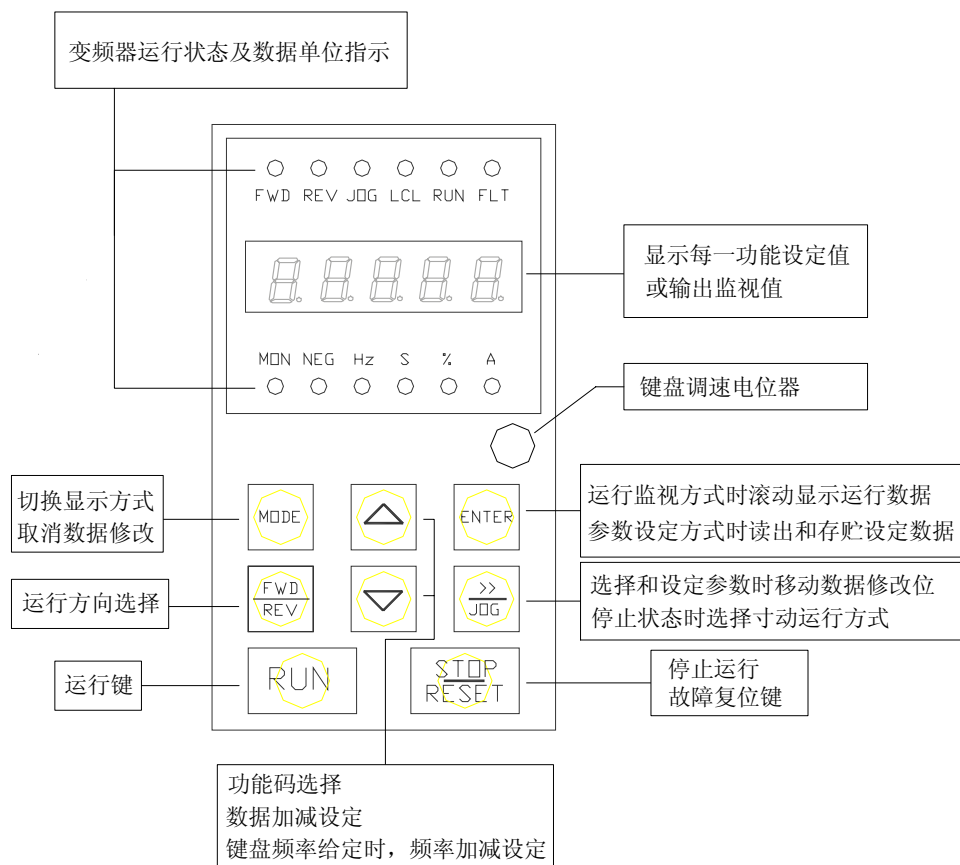 变频器运行状态及数据单位指示
FWD REV JOG LCL RUN FLT
8.8.8.8.8.
显示每一功能设定值
或输出监视值
MON NEG Hz S % A
键盘调速电位器
切换显示方式
取消数据修改
MODE
ENTER
运行监视方式时滚动显示运行数据
参数设定方式时读出和存贮设定数据
运行方向选择
FWD
REV
>>
JOG
选择和设定参数时移动数据修改位
停止状态时选择寸动运行方式
运行键
RUN
STOP
RESET
停止运行
故障复位键
功能码选择
数据加减设定
键盘频率给定时，频率加减设定